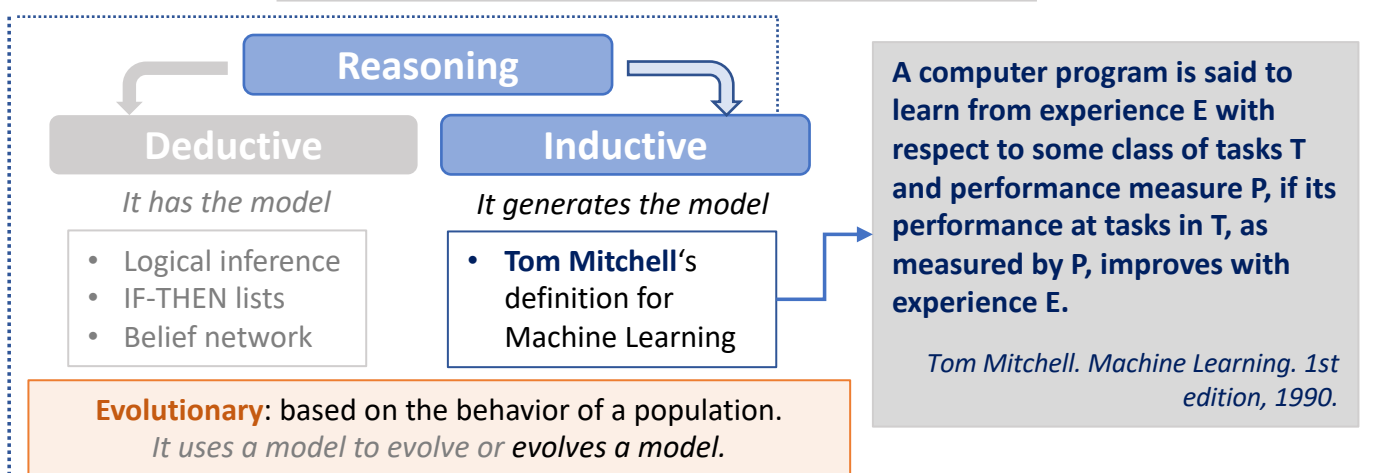 Reasoning
Deductive
Inductive
It has the model
It generates the model
• Logical inference
• IF-THEN lists
• Belief network
• Tom Mitchell‘s
definition for
Machine Learning
A computer program is said to
learn from experience E with
respect to some class of tasks T
and performance measure P, if its
performance at tasks in T, as
measured by P, improves with
experience E.
Tom Mitchell. Machine Learning. 1st
edition, 1990.
Evolutionary: based on the behavior of a population.
It uses a model to evolve or evolves a model.